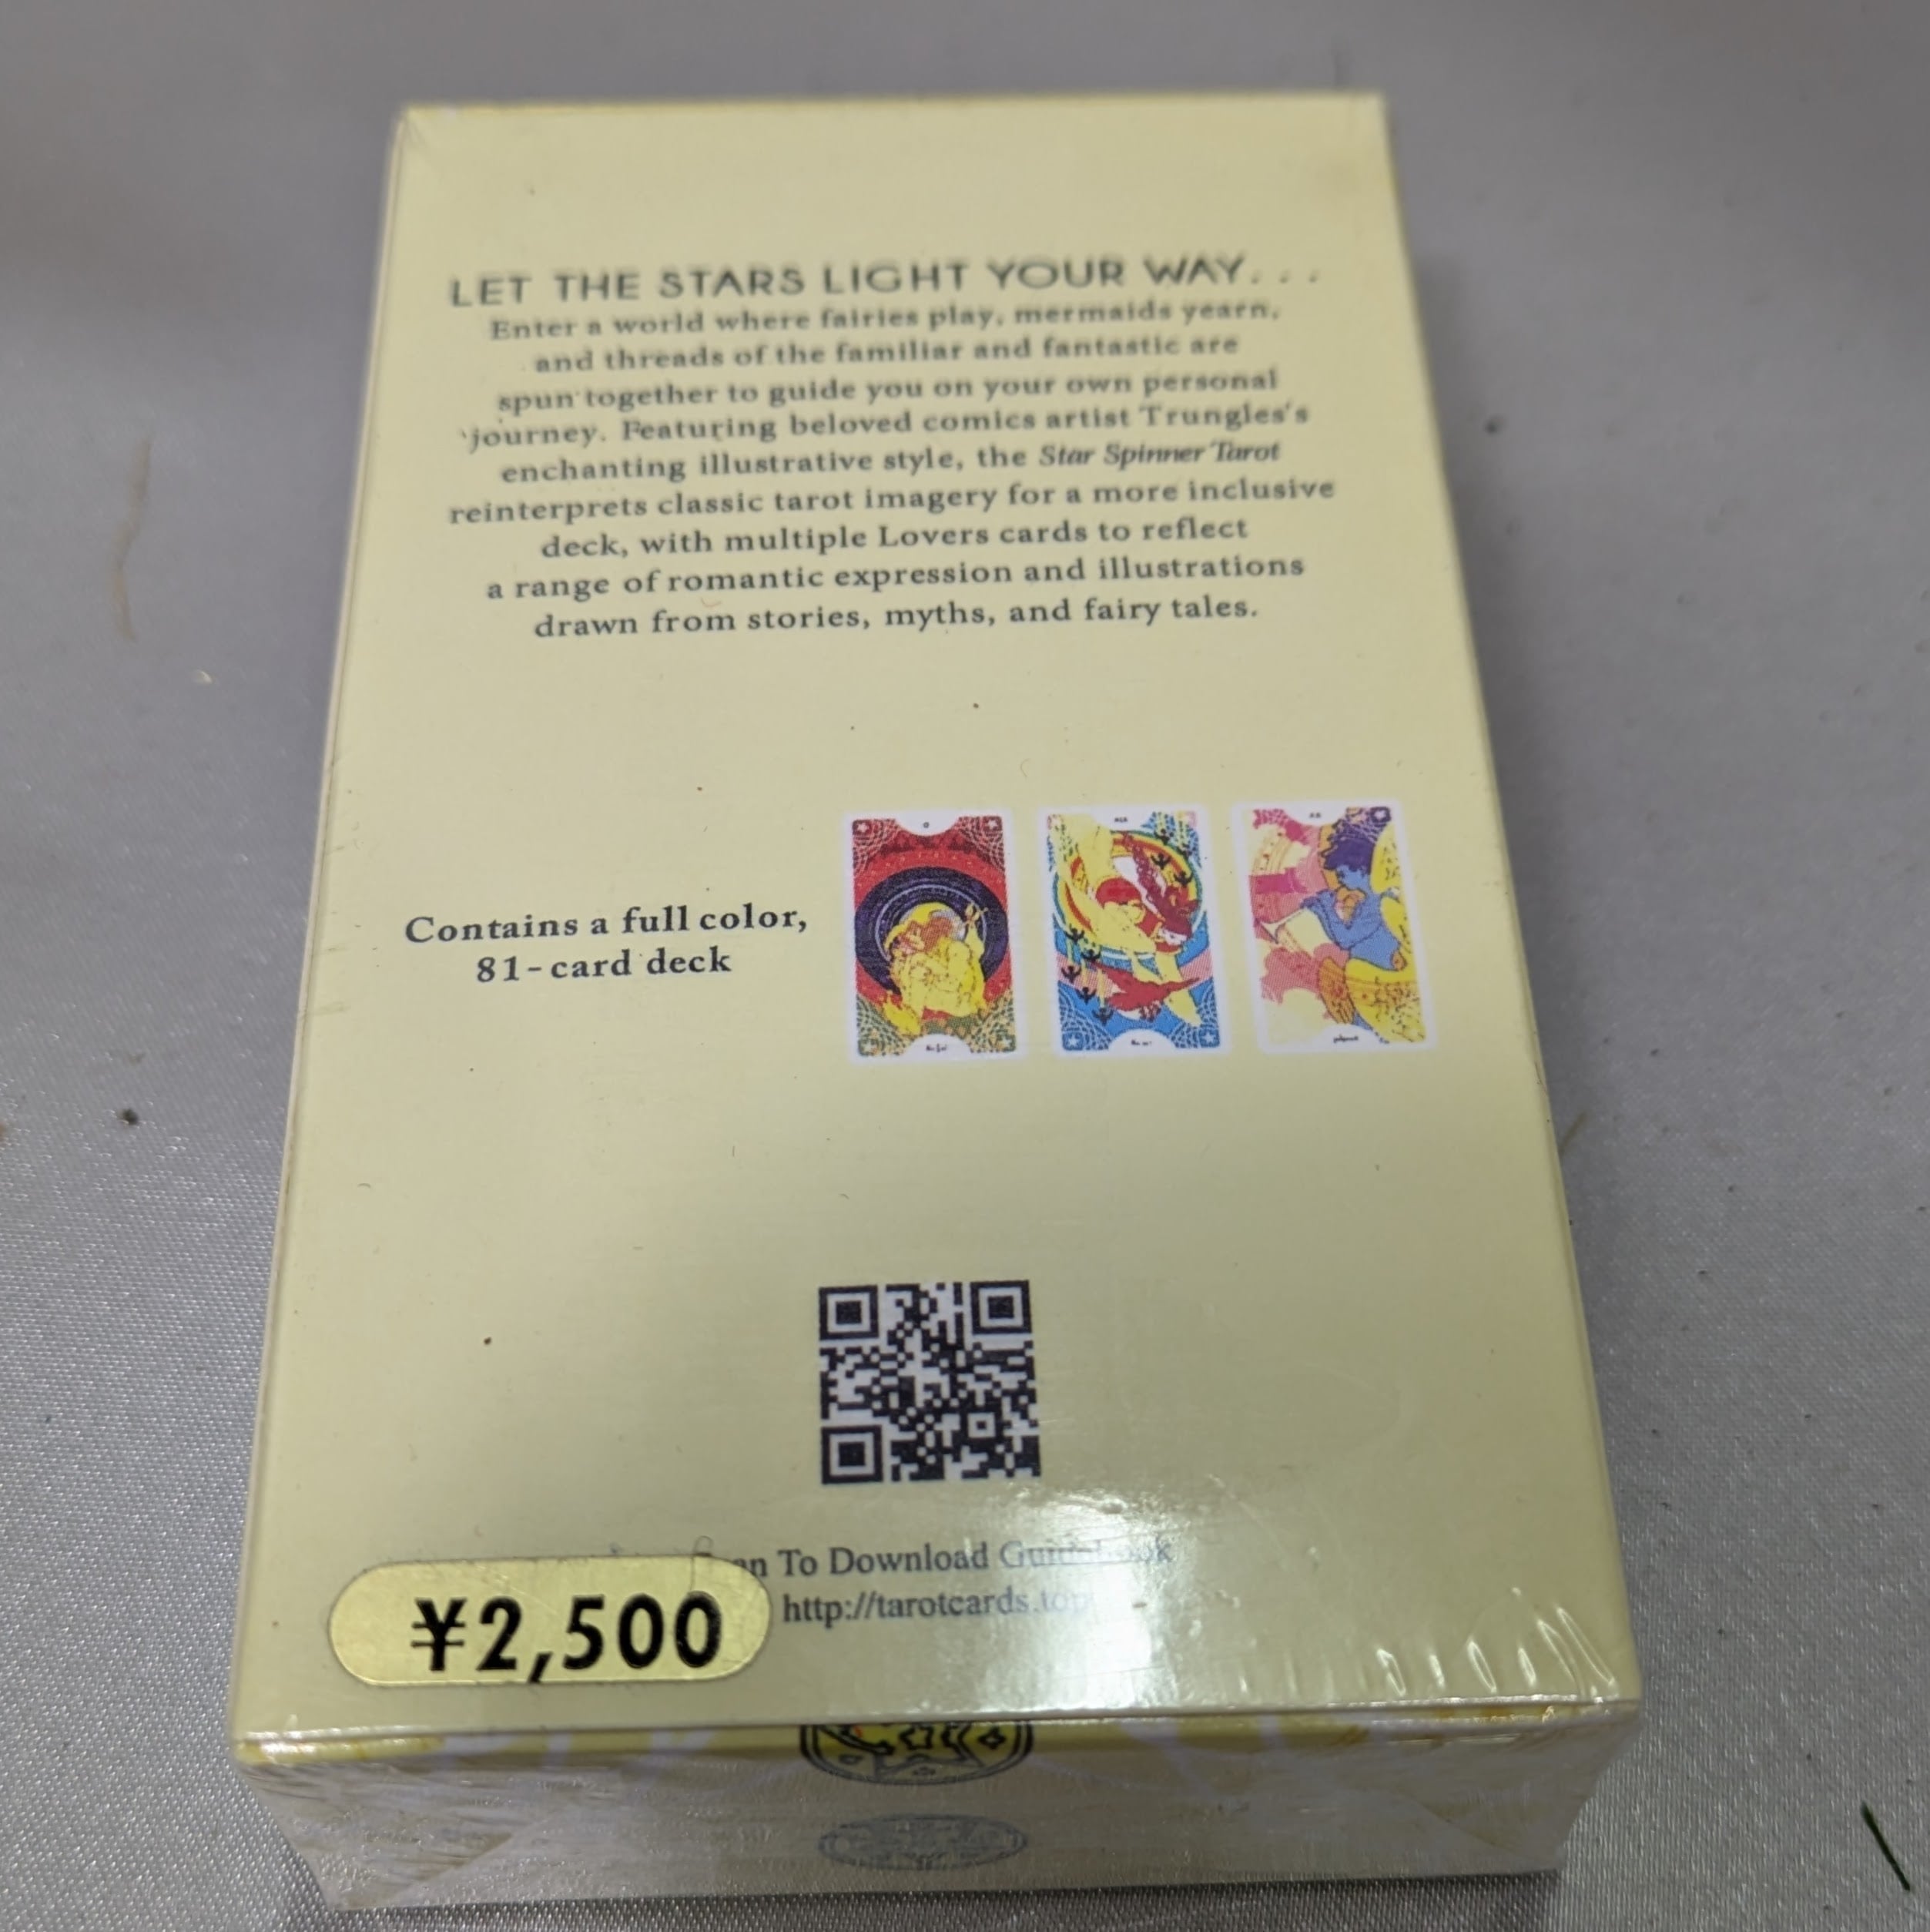 LET THE STARS LIGHT YOUR WAY...
Enter a world where fairies play, mermaids yearn,
and threads of the familiar and fantastic are
spun together to guide you on your own personal
journey. Featuring beloved comics artist Trungles's
enchanting illustrative style, the Star Spinner Tarot
reinterprets classic tarot imagery for a more inclusive
deck, with multiple Lovers cards to reflect
a range of romantic expression and illustrations
drawn from stories, myths, and fairy tales.
Contains a full color,
81-card deck
To Download Guidebook
http://tarotcards.top
¥2,500